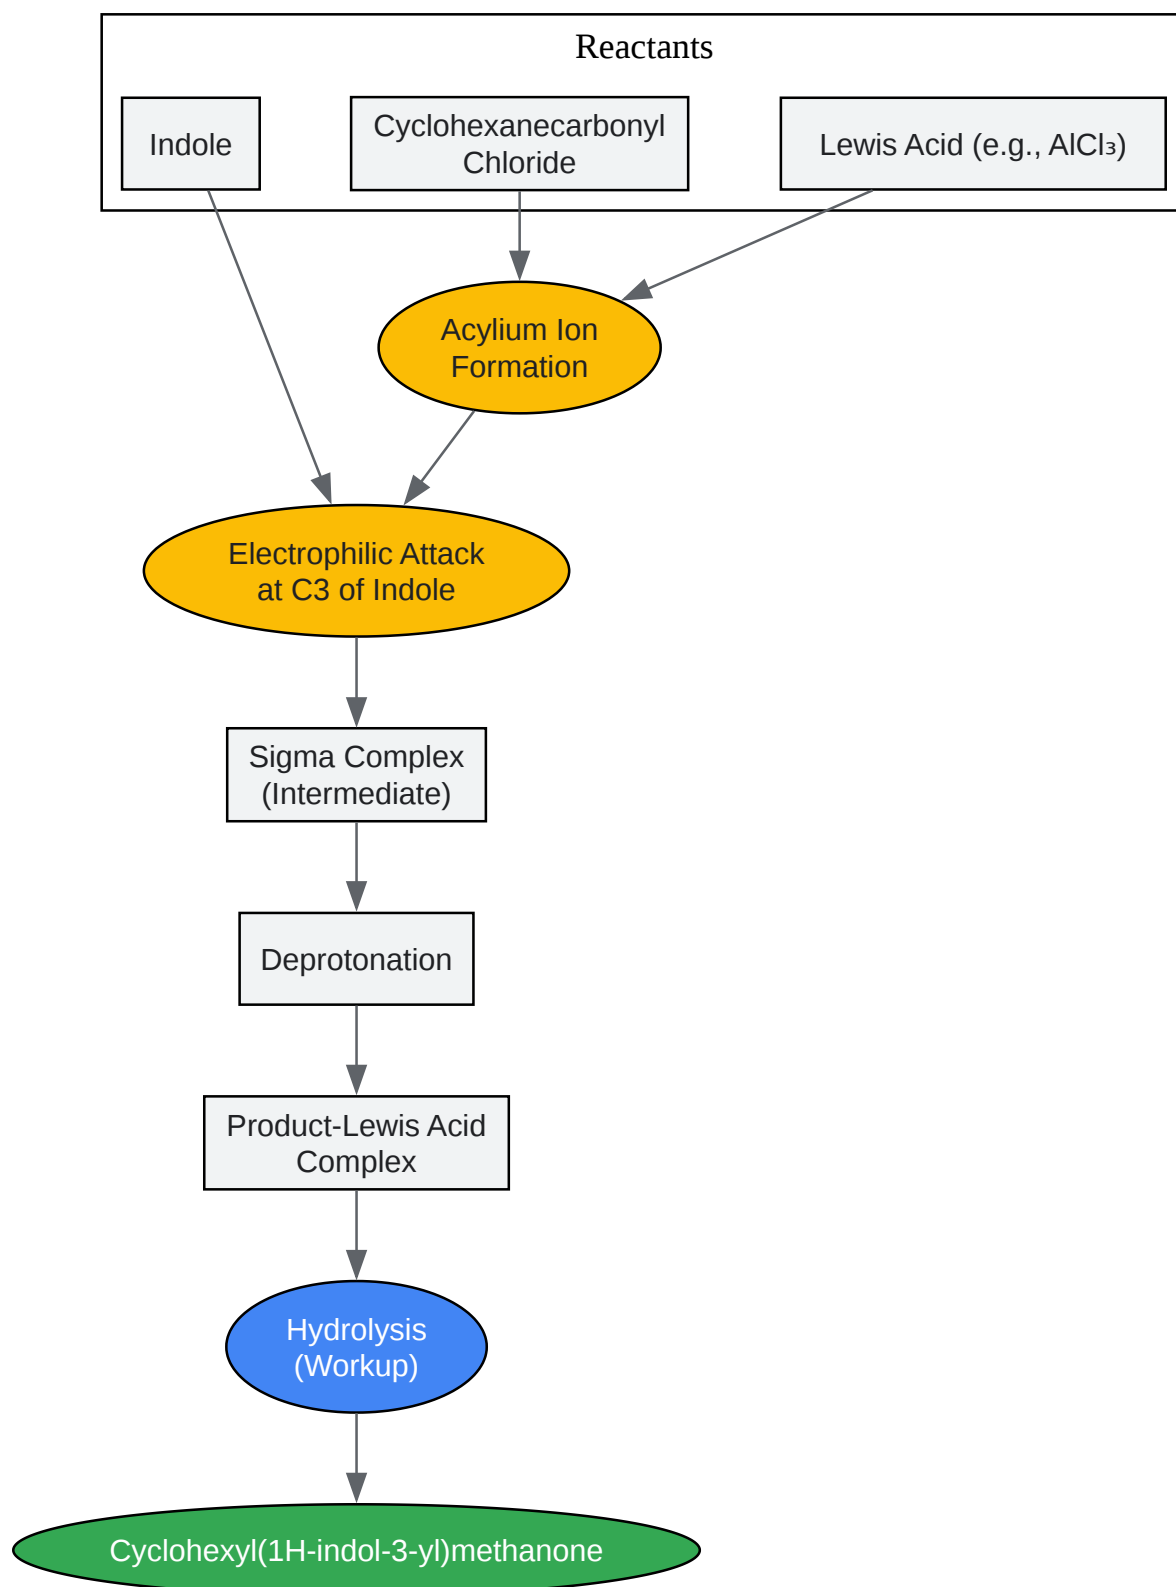 Reactants
Indole
Cyclohexanecarbonyl
Chloride
Lewis Acid (e.g., AlCl₃)
Acylium Ion
Formation
Electrophilic Attack
at C3 of Indole
Sigma Complex
(Intermediate)
Deprotonation
Product-Lewis Acid
Complex
Hydrolysis
(Workup)
Cyclohexyl(1H-indol-3-yl)methanone